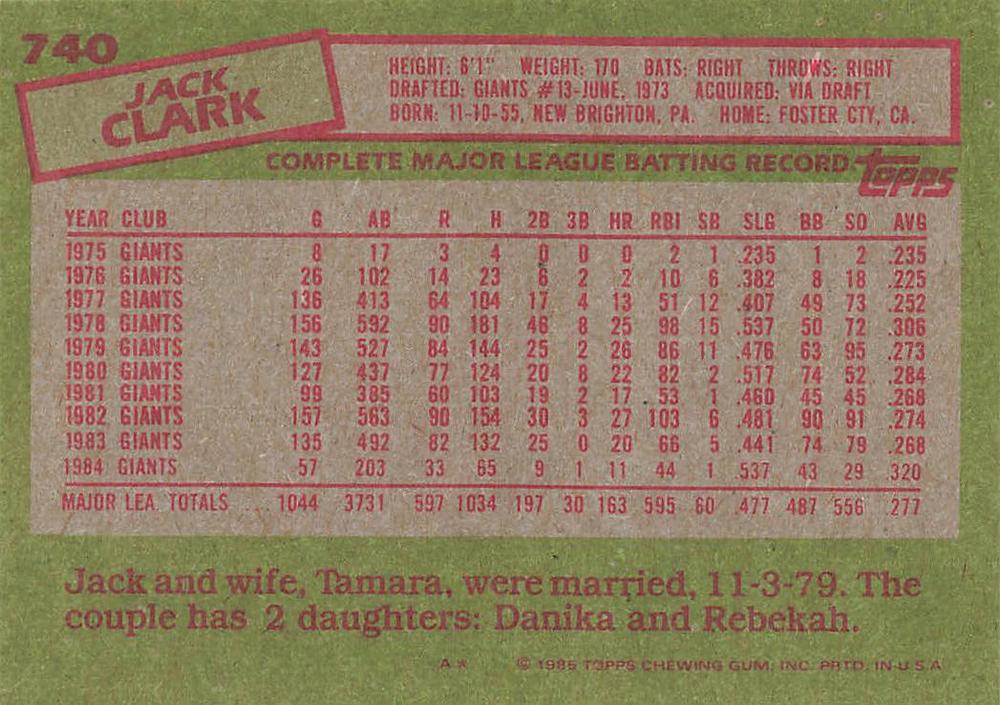 740
JACK
CLARK
HEIGHT: 6'1" WEIGHT: 170 BATS: RIGHT THROWS: RIGHT
DRAFTED: GIANTS #13-JUNE, 1973 ACQUIRED: VIA DRAFT
BORN: 11-10-55, NEW BRIGHTON, PA. HOME: FOSTER CTY, CA.
COMPLETE MAJOR LEAGUE BATTING RECORD topps
YEAR CLUB G AB R H 2B 3B HR RBI SB SLG BB SO AVG
1975 GIANTS 8 17 3 4 0 0 0 2 1 .235 1 2 .235
1976 GIANTS 26 102 14 23 6 2 2 10 6 .382 8 18 .225
1977 GIANTS 136 413 64 104 17 4 13 51 12 .407 49 73 .252
1978 GIANTS 156 592 90 181 46 8 25 98 15 .537 50 72 .306
1979 GIANTS 143 527 84 144 25 2 26 86 11 .476 63 95 .273
1980 GIANTS 127 437 77 124 20 8 22 82 2 .517 74 52 .284
1981 GIANTS 99 385 60 103 19 2 17 53 1 .460 45 45 .268
1982 GIANTS 157 563 90 154 30 3 27 103 6 .481 90 91 .274
1983 GIANTS 135 492 82 132 25 0 20 66 5 .441 74 79 .268
1984 GIANTS 57 203 33 65 9 1 11 44 1 .537 43 29 .320
MAJOR LEA. TOTALS ... 1044 3731 597 1034 197 30 163 595 60 .477 487 556 .277
Jack and wife, Tamara, were married, 11-3-79. The
couple has 2 daughters: Danika and Rebekah.
A* © 1985 TOPPS CHEWING GUM, INC. PRTD. IN U.S.A.